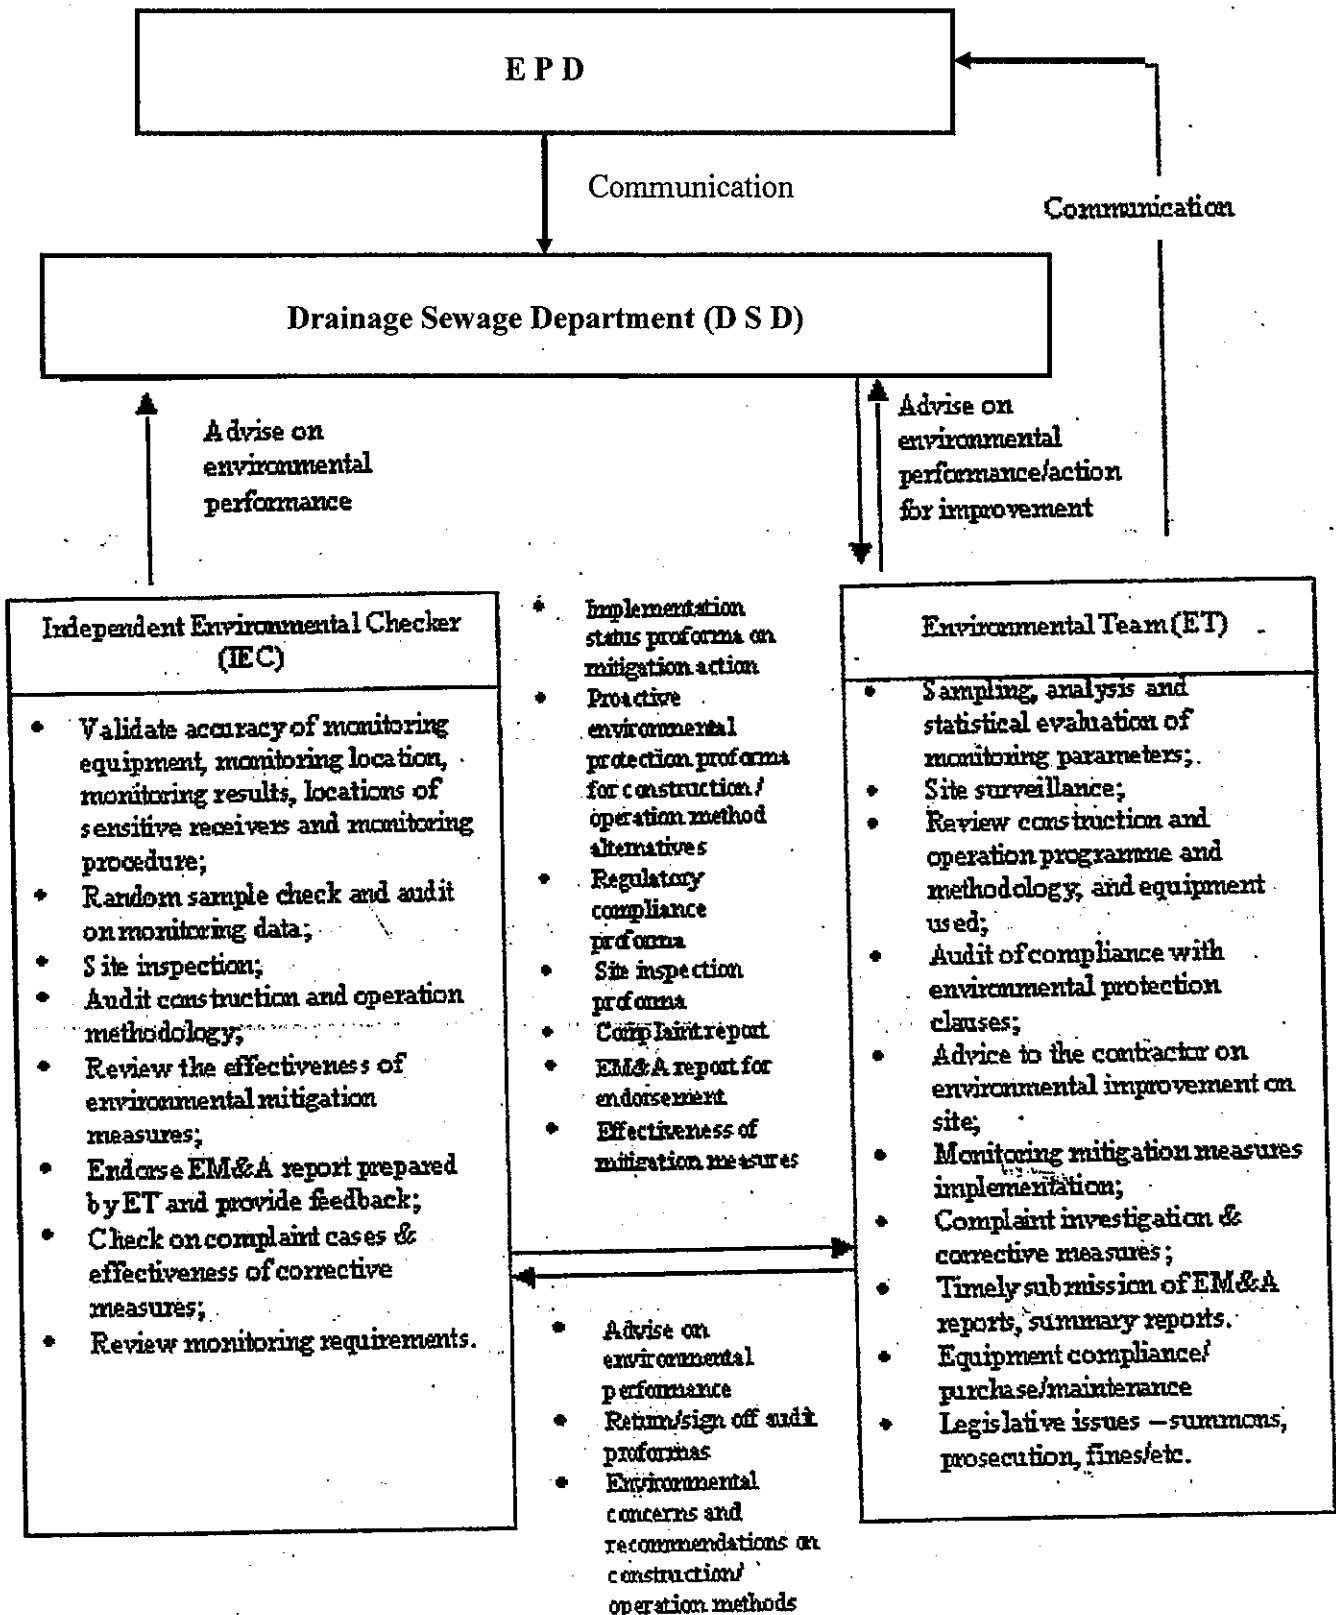 E P D
Communication
Communication
Drainage Sewage Department (D S D)
Advise on
environmental
performance
Advise on
environmental
performance/action
for improvement
Independent Environmental Checker
(IEC)
• Validate accuracy of monitoring
equipment, monitoring location,
monitoring results, locations of
sensitive receivers and monitoring
procedure;
• Random sample check and audit
on monitoring data;
• Site inspection;
• Audit construction and operation
methodology;
• Review the effectiveness of
environmental mitigation
measures;
• Endorse EM&A report prepared
by ET and provide feedback;
• Check on complaint cases &
effectiveness of corrective
measures;
• Review monitoring requirements.
• Implementation
status proforma on
mitigation action
• Proactive
environmental
protection proforma
for construction/
operation method
alternatives
• Regulatory
compliance
proforma
• Site inspection
proforma
• Complaint report
• EM&A report for
endorsement
• Effectiveness of
mitigation measures
• Advise on
environmental
performance
• Return/sign off audit
proformas
• Environmental
concerns and
recommendations on
construction/
operation methods
Environmental Team (ET)
• Sampling, analysis and
statistical evaluation of
monitoring parameters;
• Site surveillance;
• Review construction and
operation programme and
methodology, and equipment
used;
• Audit of compliance with
environmental protection
clauses;
• Advice to the contractor on
environmental improvement on
site;
• Monitoring mitigation measures
implementation;
• Complaint investigation &
corrective measures;
• Timely submission of EM&A
reports, summary reports.
• Equipment compliance/
purchase/maintenance
• Legislative issues – summons,
prosecution, fines/etc.